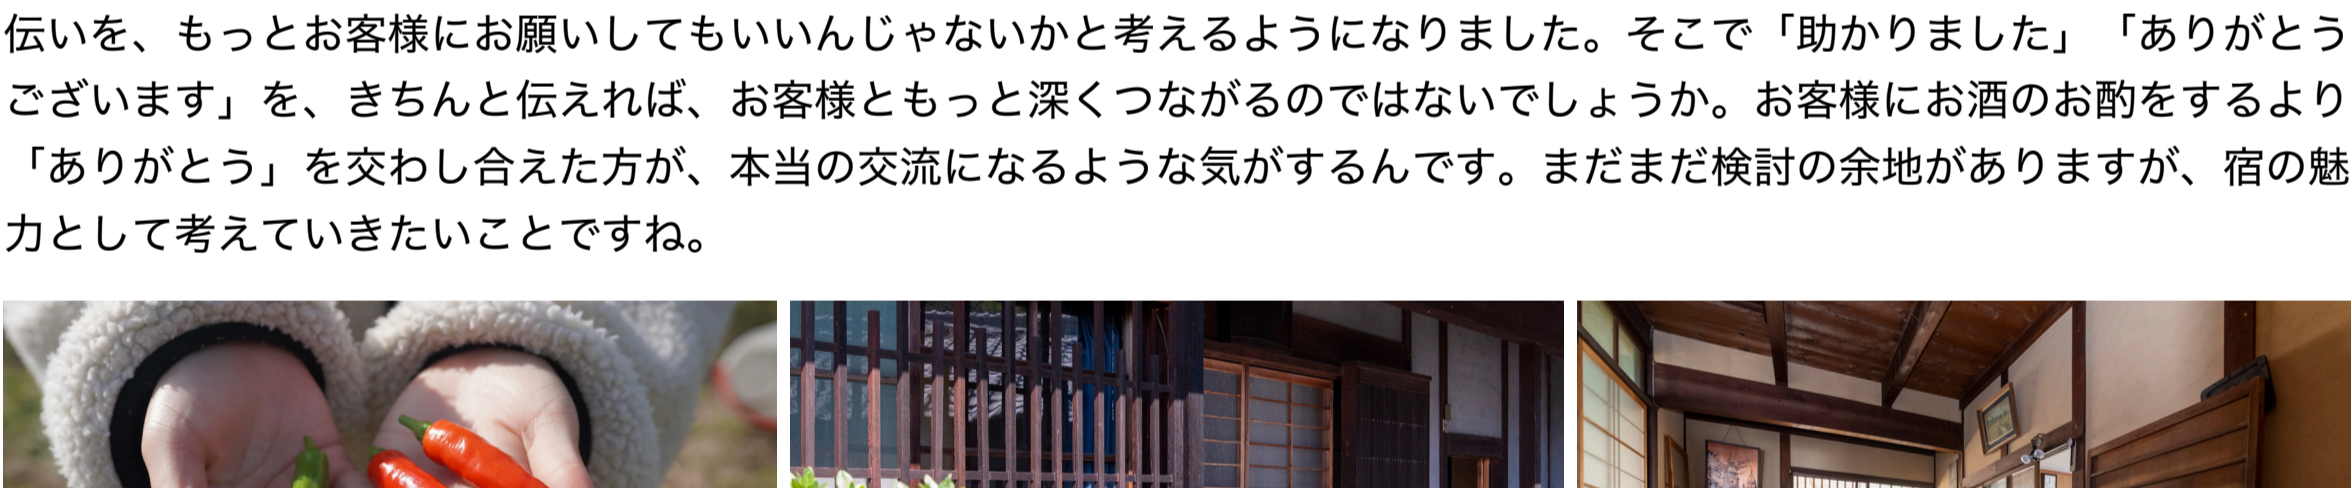 伝いを、もっとお客様にお願いしてもいいんじゃないかと考えるようになりました。そこで「助かりました」「ありがとう
ございます」を、きちんと伝えれば、お客様ともっと深くつながるのではないでしょうか。お客様にお酒のお酌をするより
「ありがとう」を交わし合えた方が、本当の交流になるような気がするんです。まだまだ検討の余地がありますが、宿の魅
力として考えていきたいことですね。